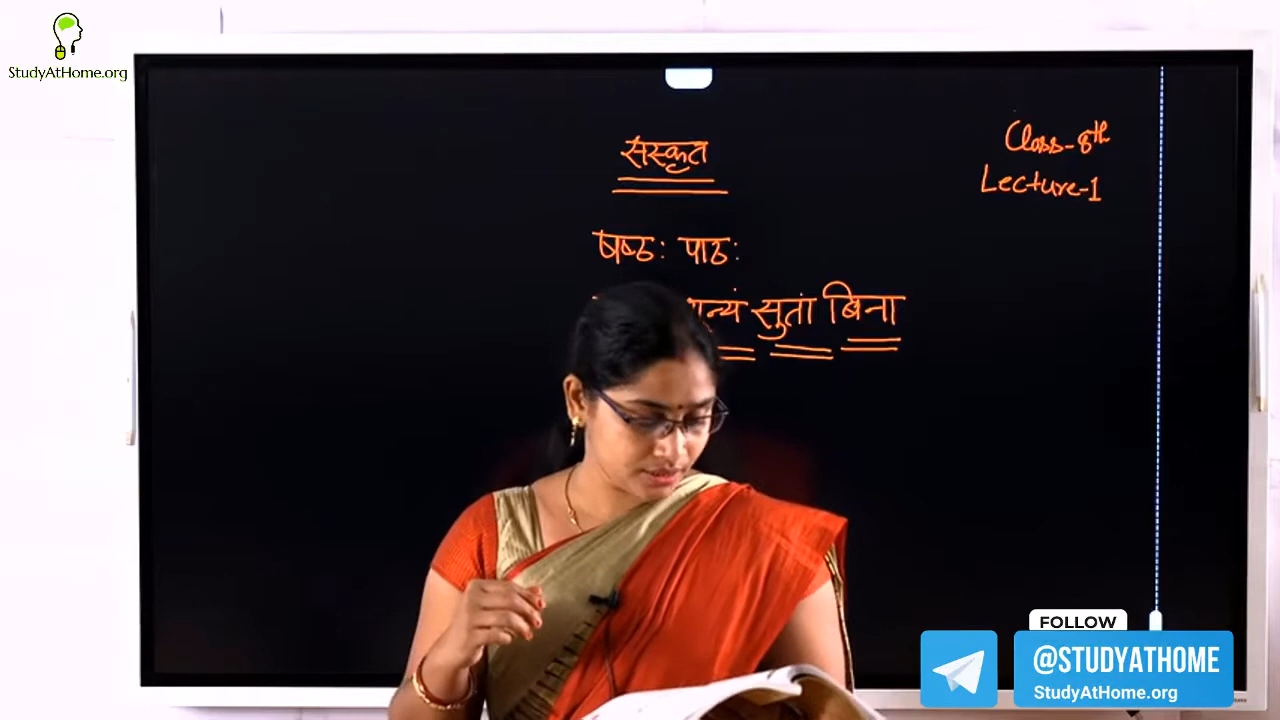 StudyAtHome.org
संस्कृत
Class-8th
Lecture-1
षष्ठः पाठः
सुतां बिना
FOLLOW
@STUDYATHOME
StudyAtHome.org